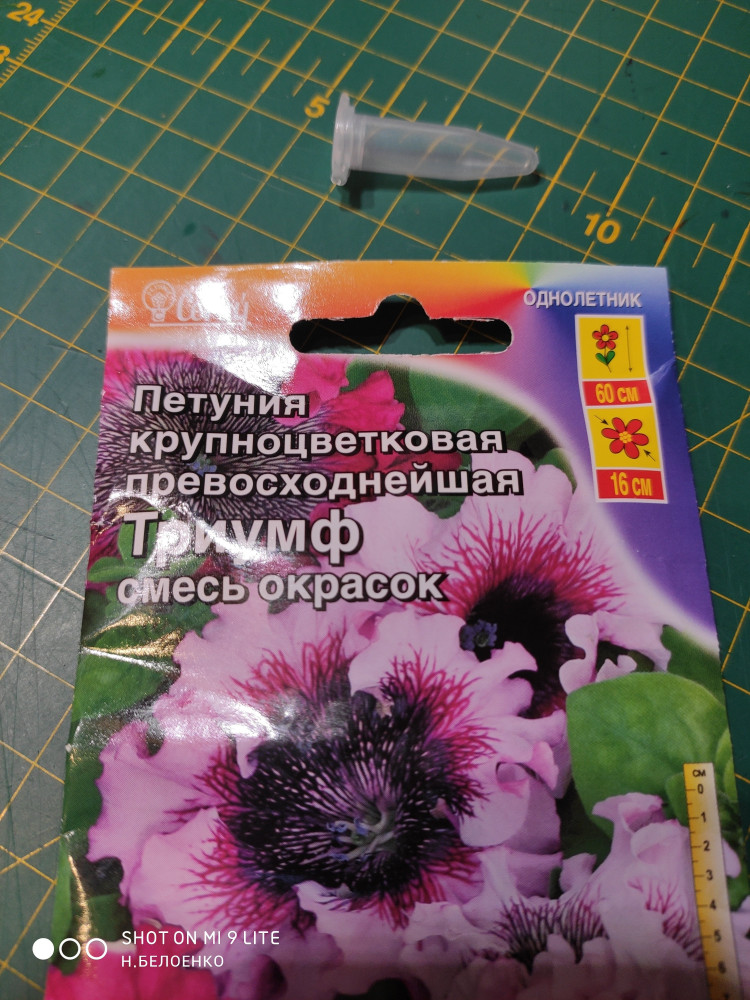 24
5
10
ОДНОЛЕТНИК
60 СМ
16 СМ
Петуния
крупноцветковая
превосходнейшая
Триумф
смесь окрасок
СМ
0
1
2
3
4
5
6
SHOT ON MI 9 LITE
Н.БЕЛОЕНКО